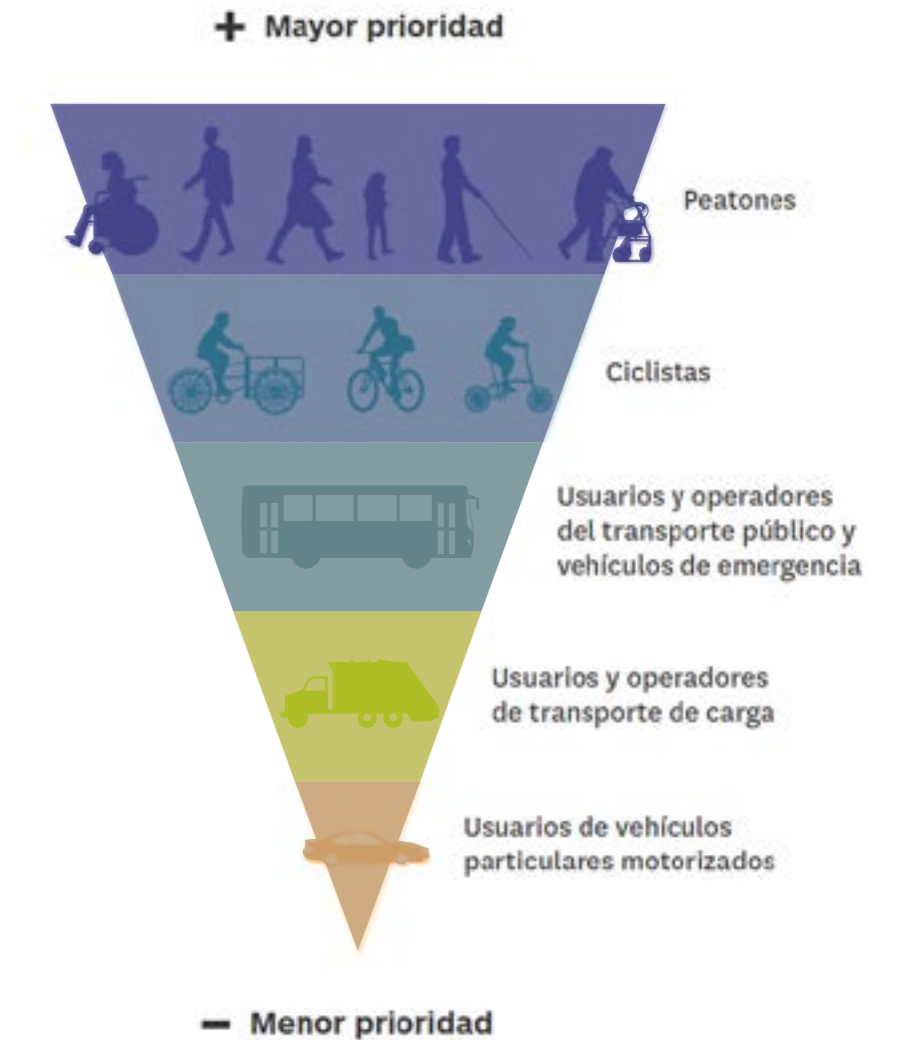 + Mayor prioridad
Peatones
Ciclistas
Usuarios y operadores
del transporte público y
vehículos de emergencia
Usuarios y operadores
de transporte de carga
Usuarios de vehículos
particulares motorizados
– Menor prioridad